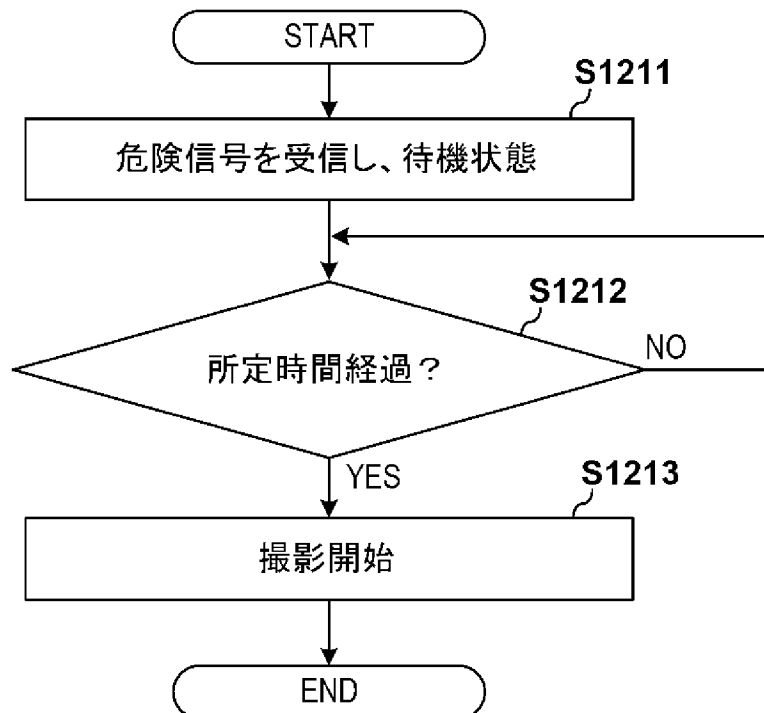 START
S1211
危険信号を受信し、待機状態
S1212
所定時間経過？
NO
YES
S1213
撮影開始
END